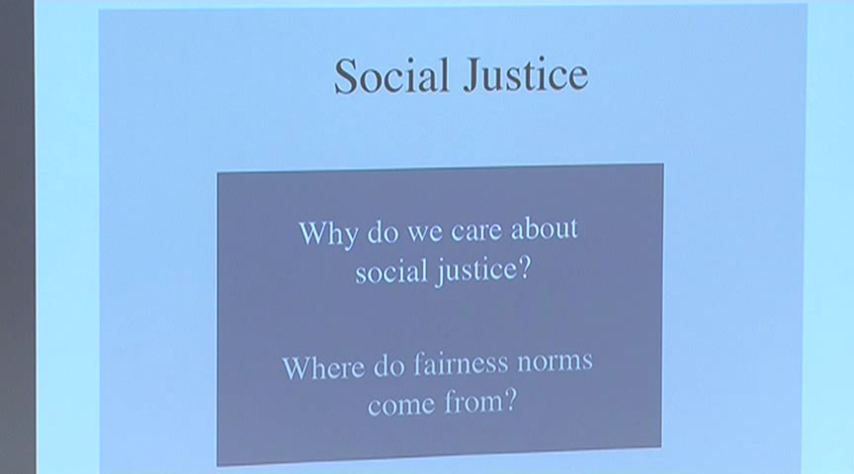 Social Justice
Why do we care about
social justice?
Where do fairness norms
come from?